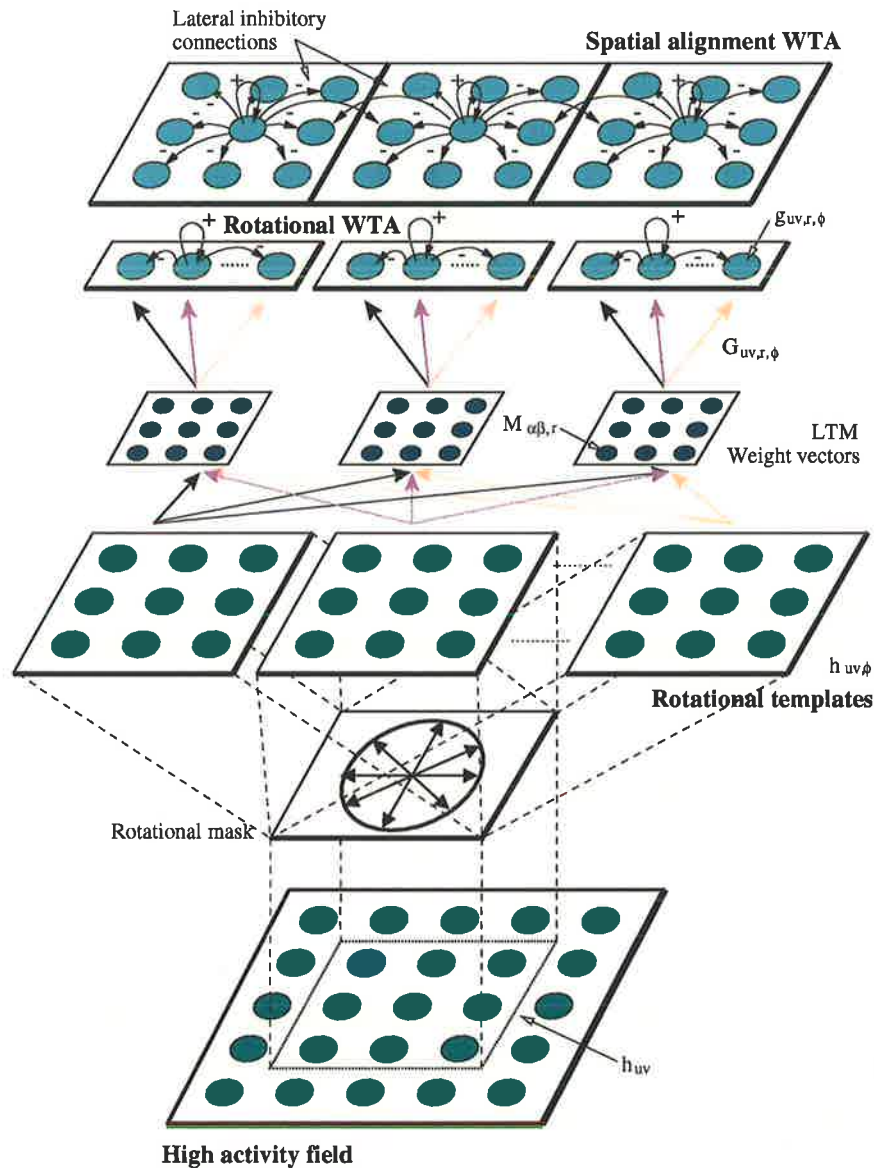 Lateral inhibitory
connections
Spatial alignment WTA
+ - + - + -
- - - - - -
- - - - - -
- - - - - -
Rotational WTA
+ + +
g uv,r,ϕ
- - - - - -
...... ...... ......
G uv,r,ϕ
M αβ,r
LTM
Weight vectors
h uv,ϕ
Rotational templates
Rotational mask
h uv
High activity field